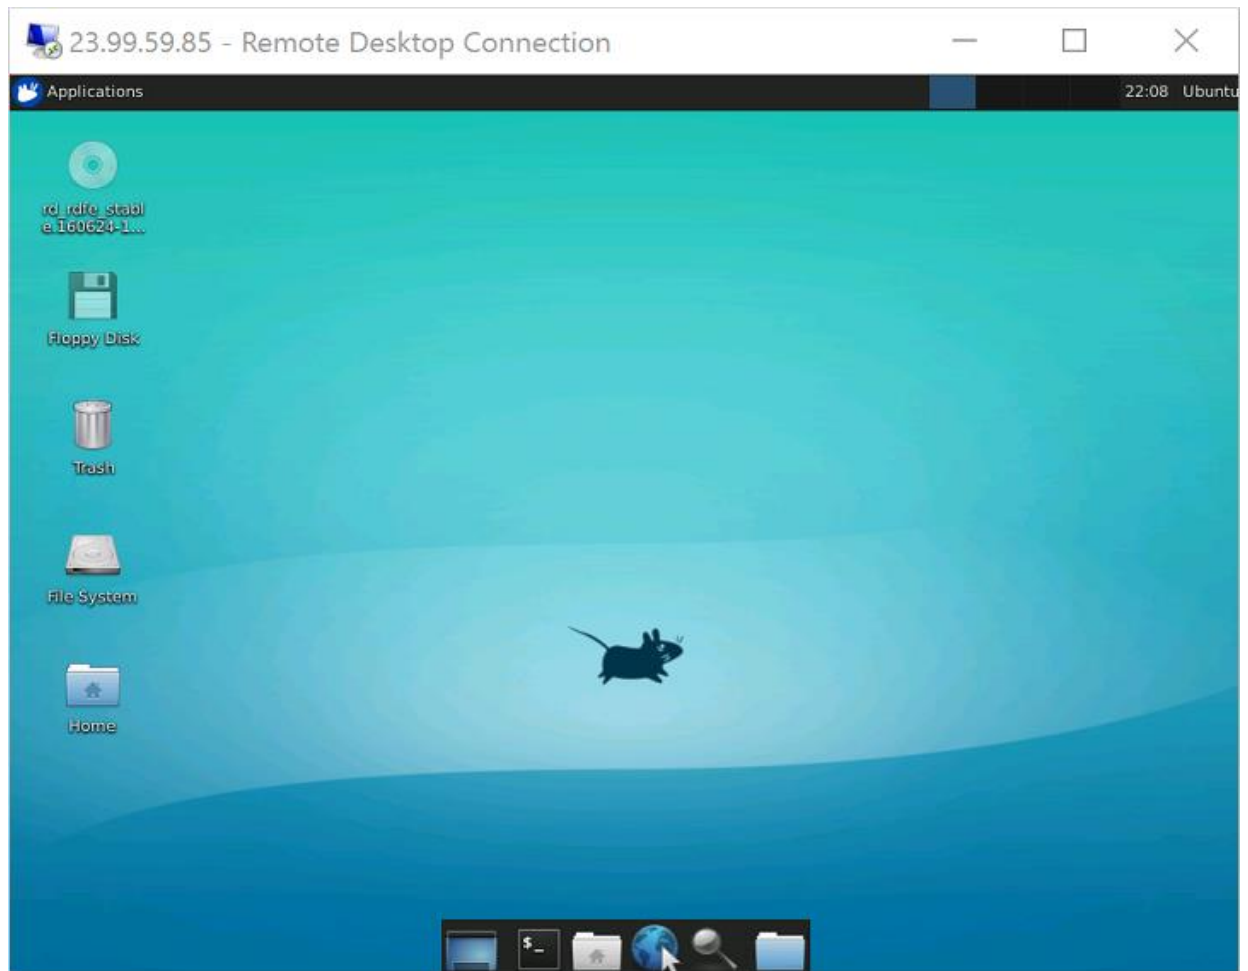 23.99.59.85 - Remote Desktop Connection
Applications
22:08 Ubuntu
rd_rdfe_stabl
e.160624-1...
Floppy Disk
Trash
File System
Home
$_